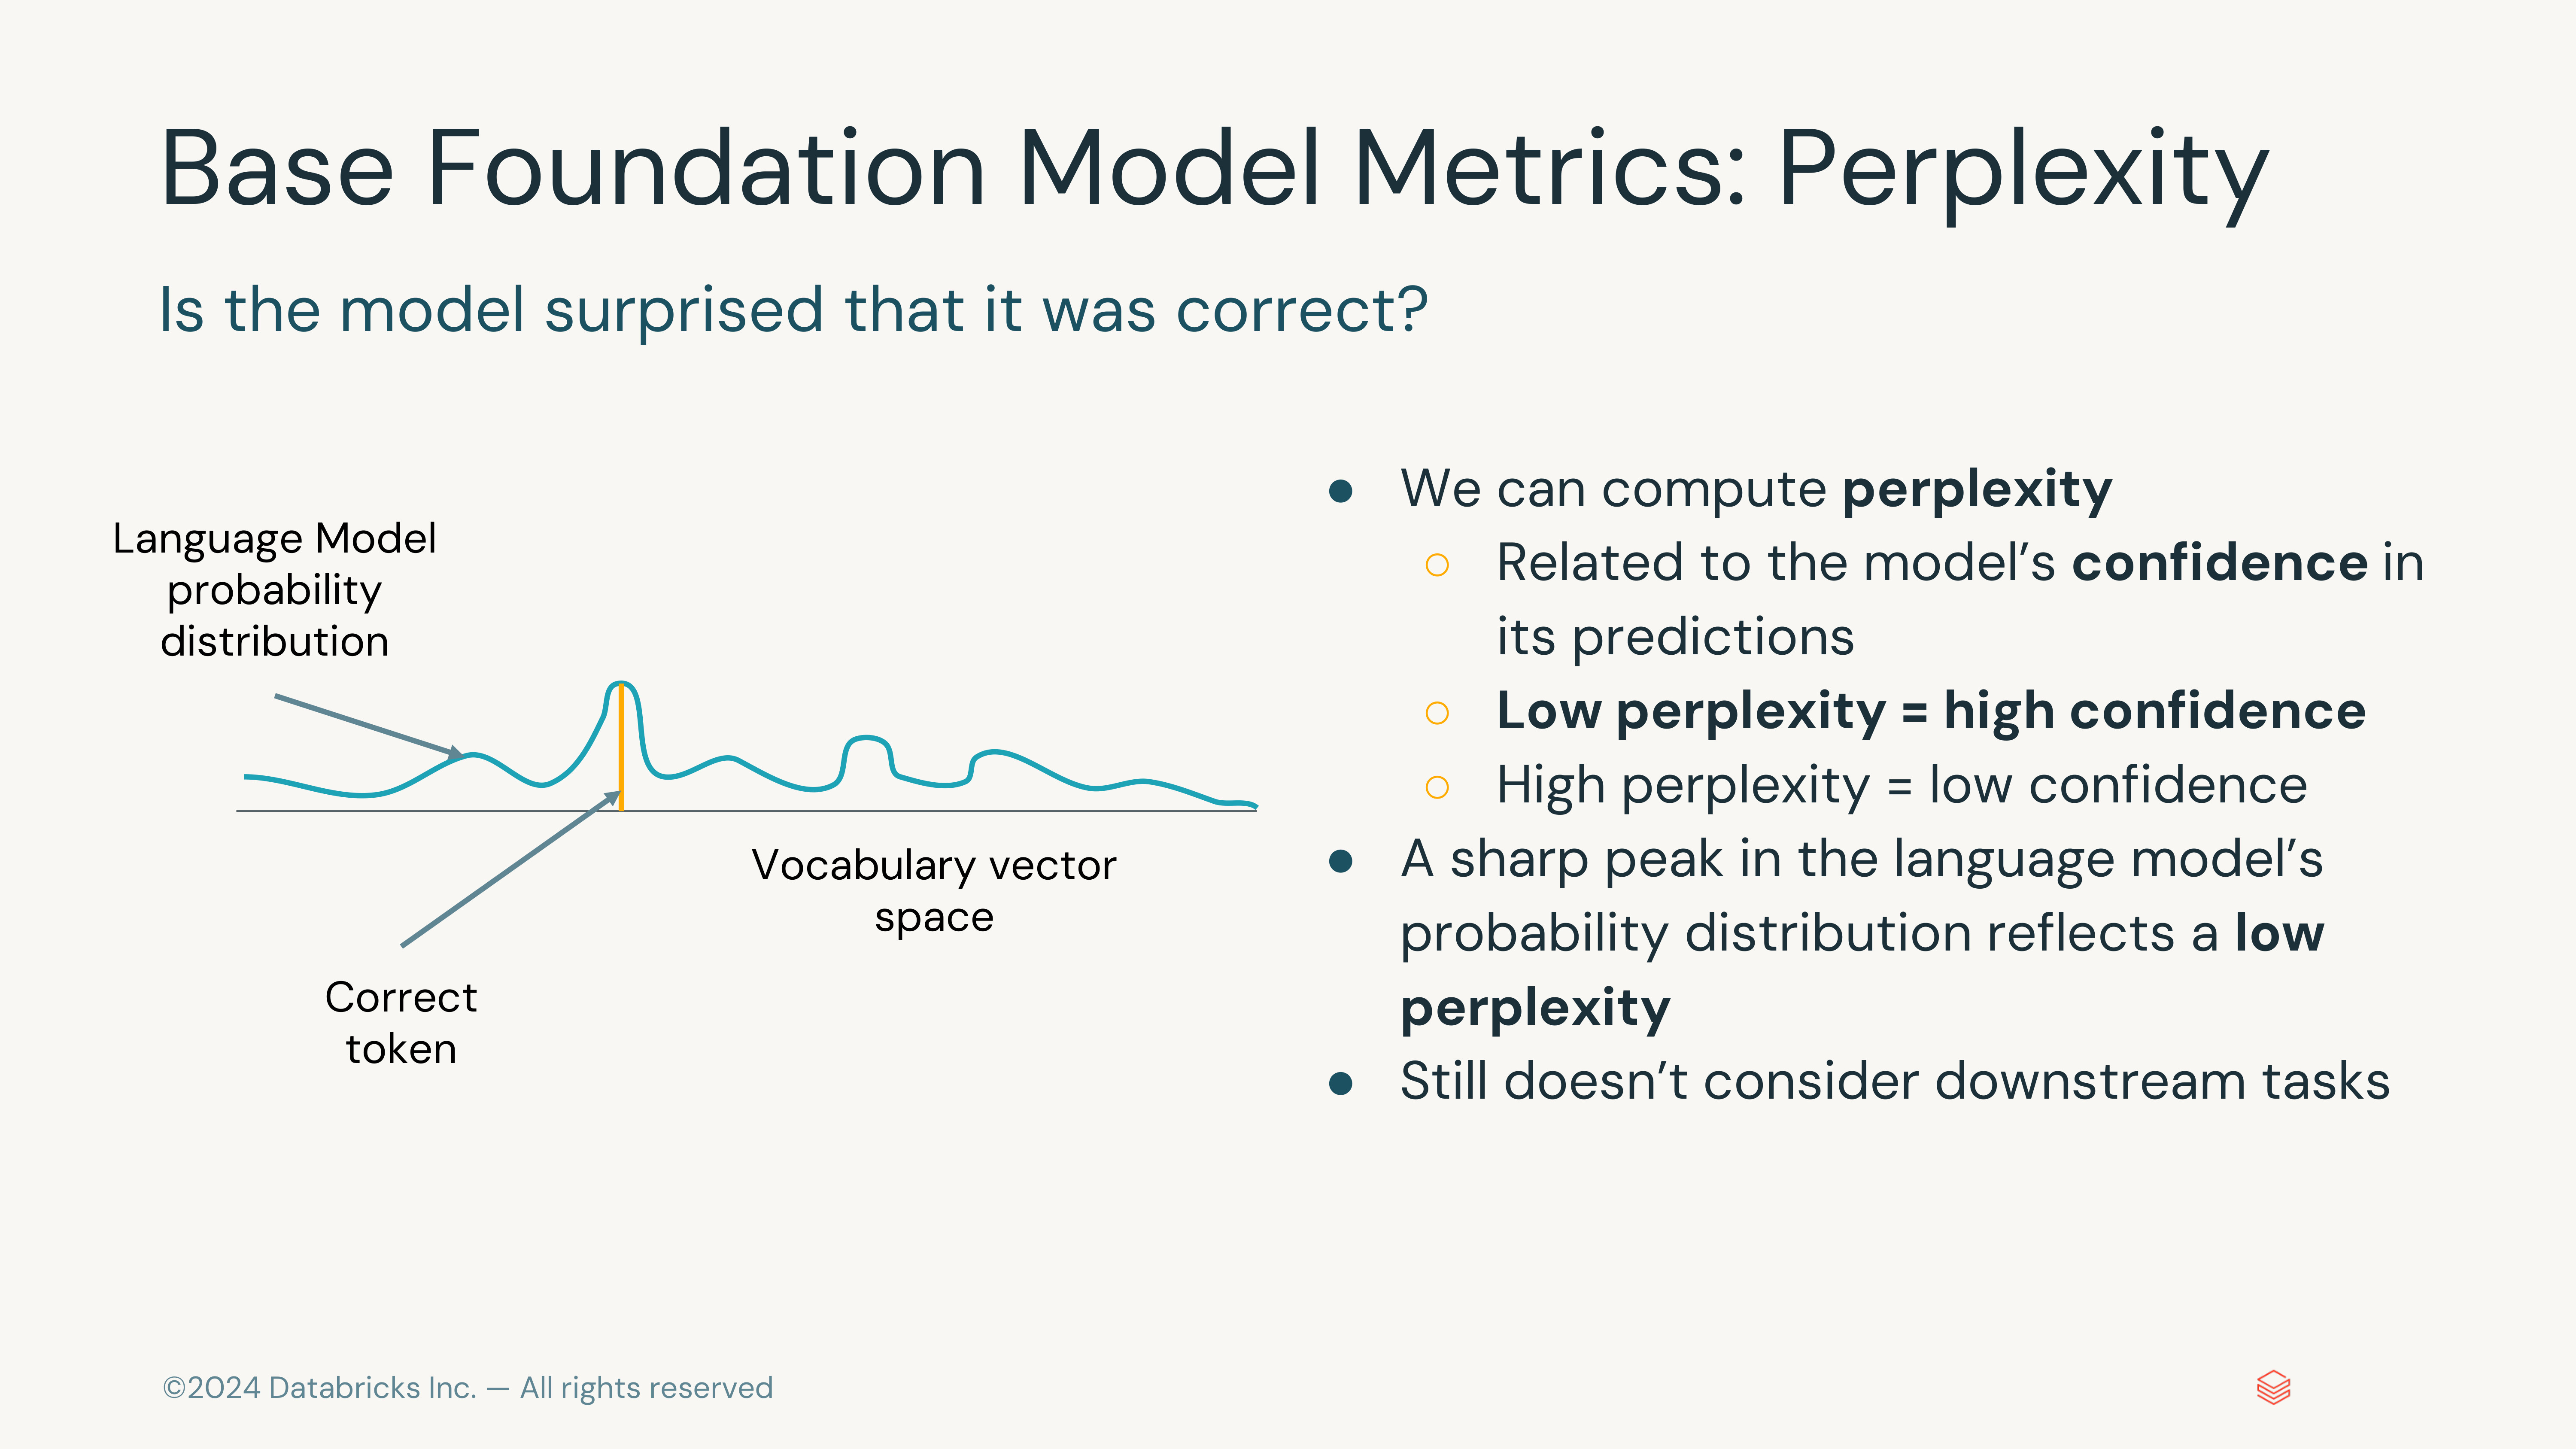 Base Foundation Model Metrics: Perplexity
Is the model surprised that it was correct?
Language Model
probability
distribution
Vocabulary vector
space
Correct
token
● We can compute perplexity
○ Related to the model’s confidence in
its predictions
○ Low perplexity = high confidence
○ High perplexity = low confidence
● A sharp peak in the language model’s
probability distribution reflects a low
perplexity
● Still doesn’t consider downstream tasks
©2024 Databricks Inc. — All rights reserved